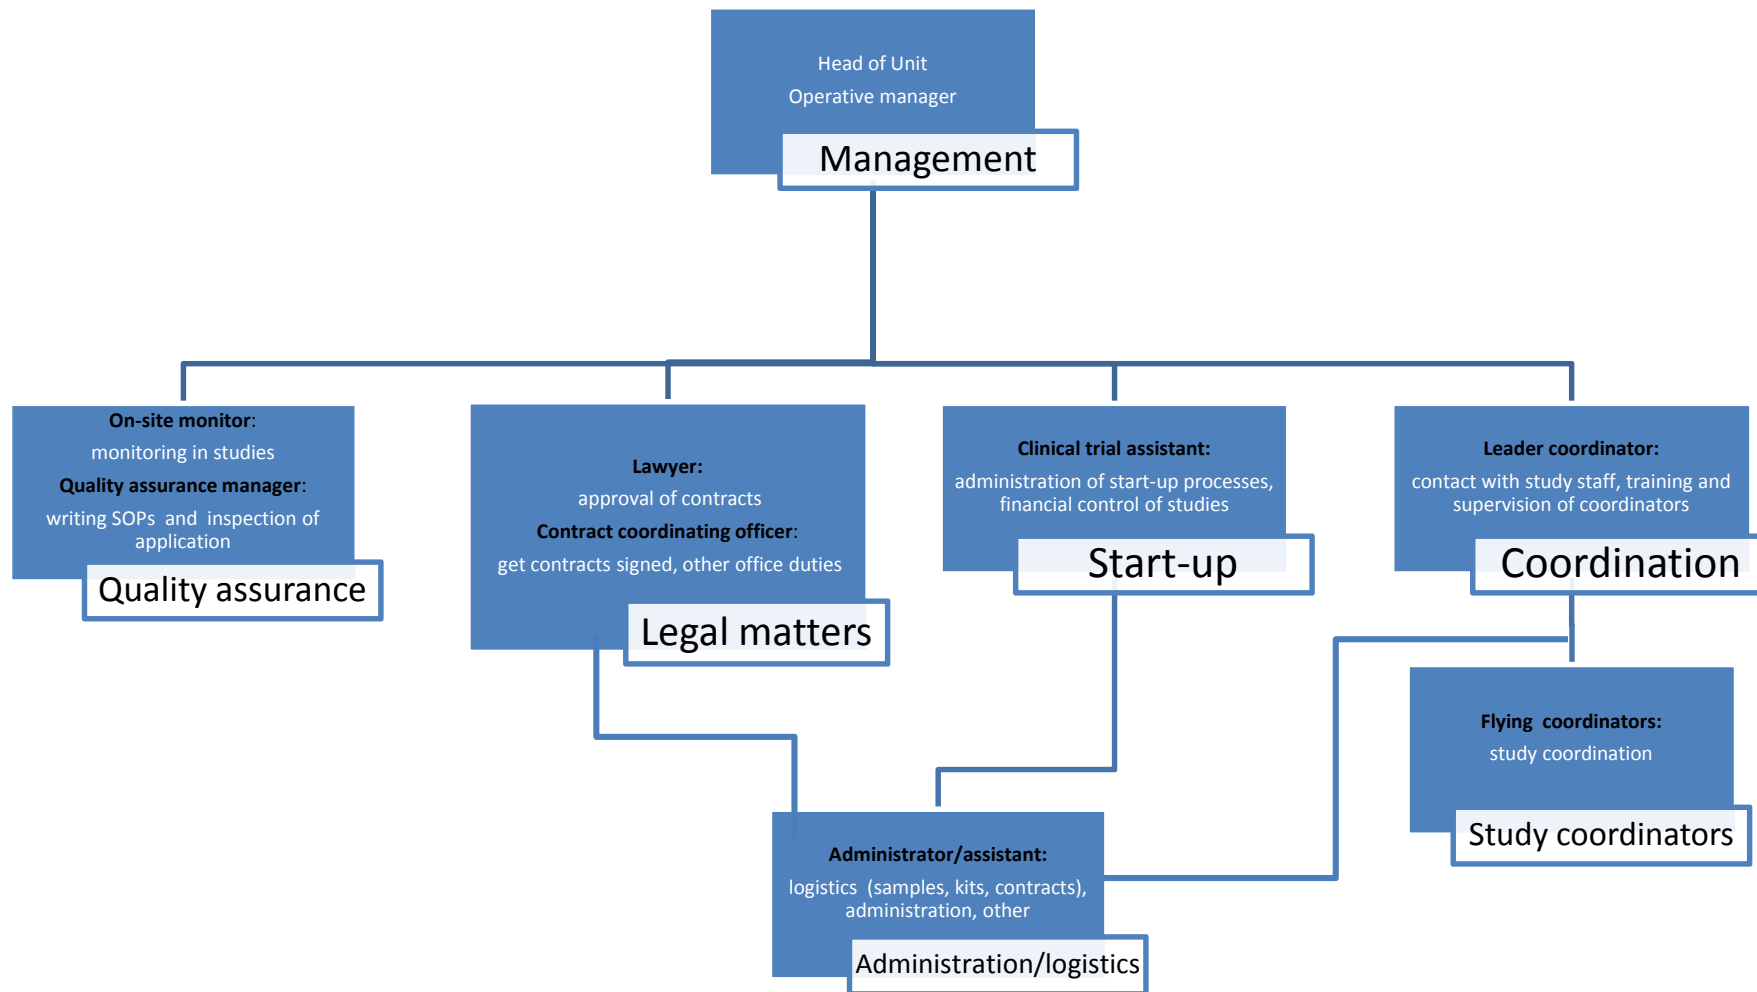 Head of Unit
Operative manager
Management
On-site monitor:
monitoring in studies
Quality assurance manager:
writing SOPs and inspection of
application
Quality assurance
Lawyer:
approval of contracts
Contract coordinating officer:
get contracts signed, other office duties
Legal matters
Clinical trial assistant:
administration of start-up processes,
financial control of studies
Start-up
Leader coordinator:
contact with study staff, training and
supervision of coordinators
Coordination
Flying coordinators:
study coordination
Study coordinators
Administrator/assistant:
logistics (samples, kits, contracts),
administration, other
Administration/logistics